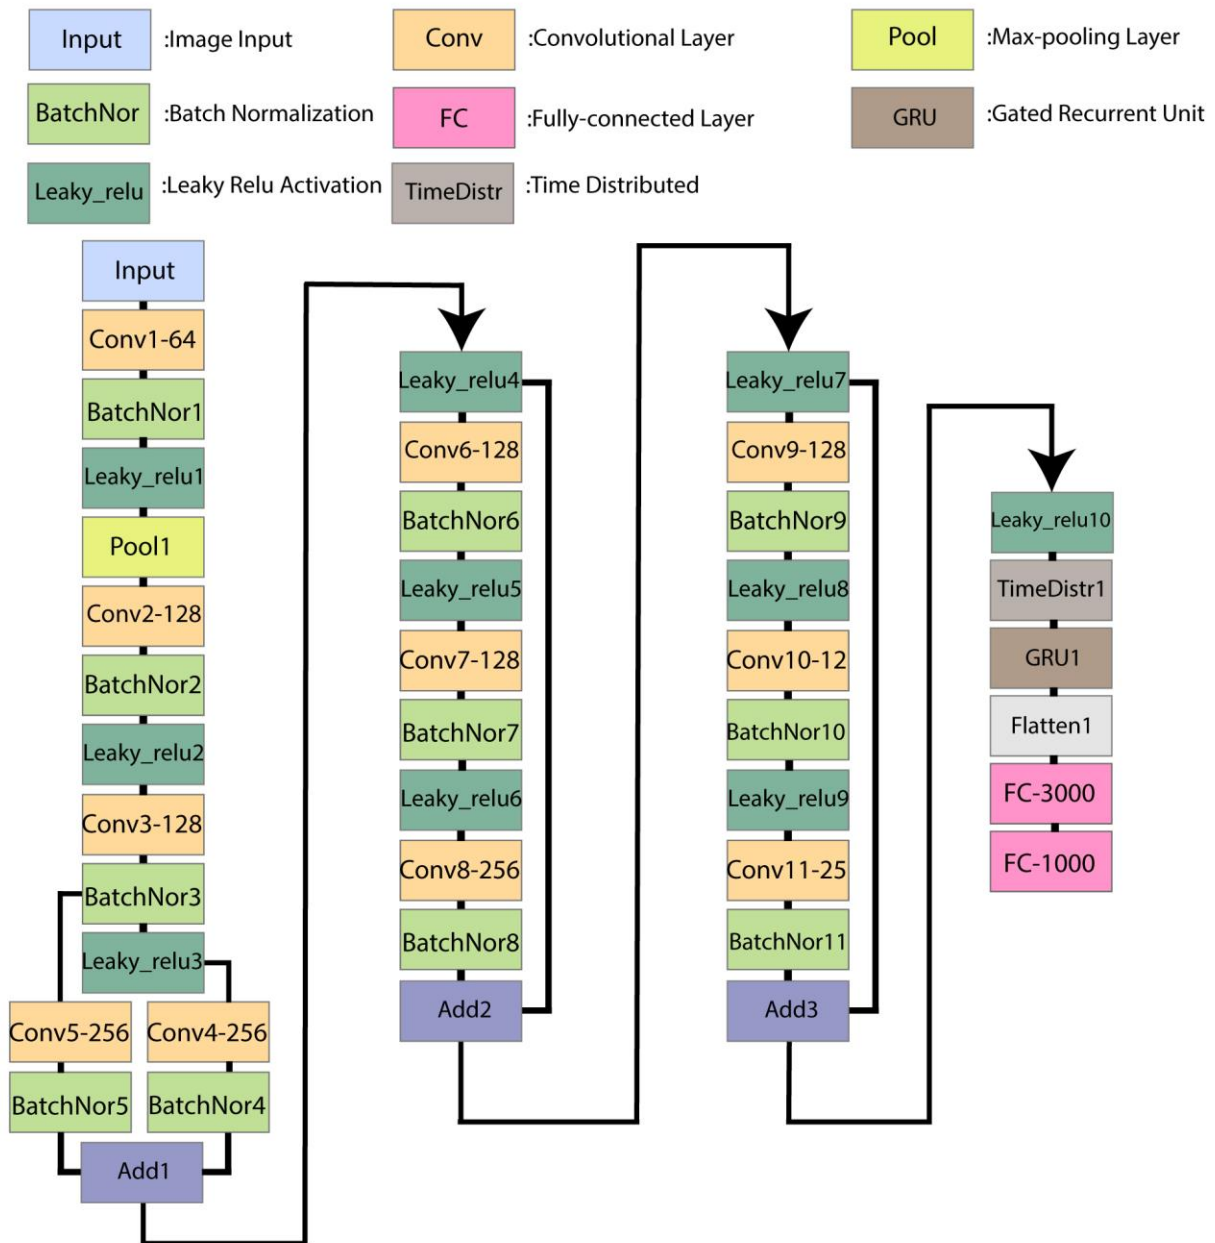 Input :Image Input
Conv :Convolutional Layer
Pool :Max-pooling Layer
BatchNor :Batch Normalization
FC :Fully-connected Layer
GRU :Gated Recurrent Unit
Leaky_relu :Leaky Relu Activation
TimeDistr :Time Distributed
Input
Conv1-64
BatchNor1
Leaky_relu1
Pool1
Conv2-128
BatchNor2
Leaky_relu2
Conv3-128
BatchNor3
Leaky_relu3
Conv5-256
Conv4-256
BatchNor5
BatchNor4
Add1
Leaky_relu4
Conv6-128
BatchNor6
Leaky_relu5
Conv7-128
BatchNor7
Leaky_relu6
Conv8-256
BatchNor8
Add2
Leaky_relu7
Conv9-128
BatchNor9
Leaky_relu8
Conv10-12
BatchNor10
Leaky_relu9
Conv11-25
BatchNor11
Add3
Leaky_relu10
TimeDistr1
GRU1
Flatten1
FC-3000
FC-1000